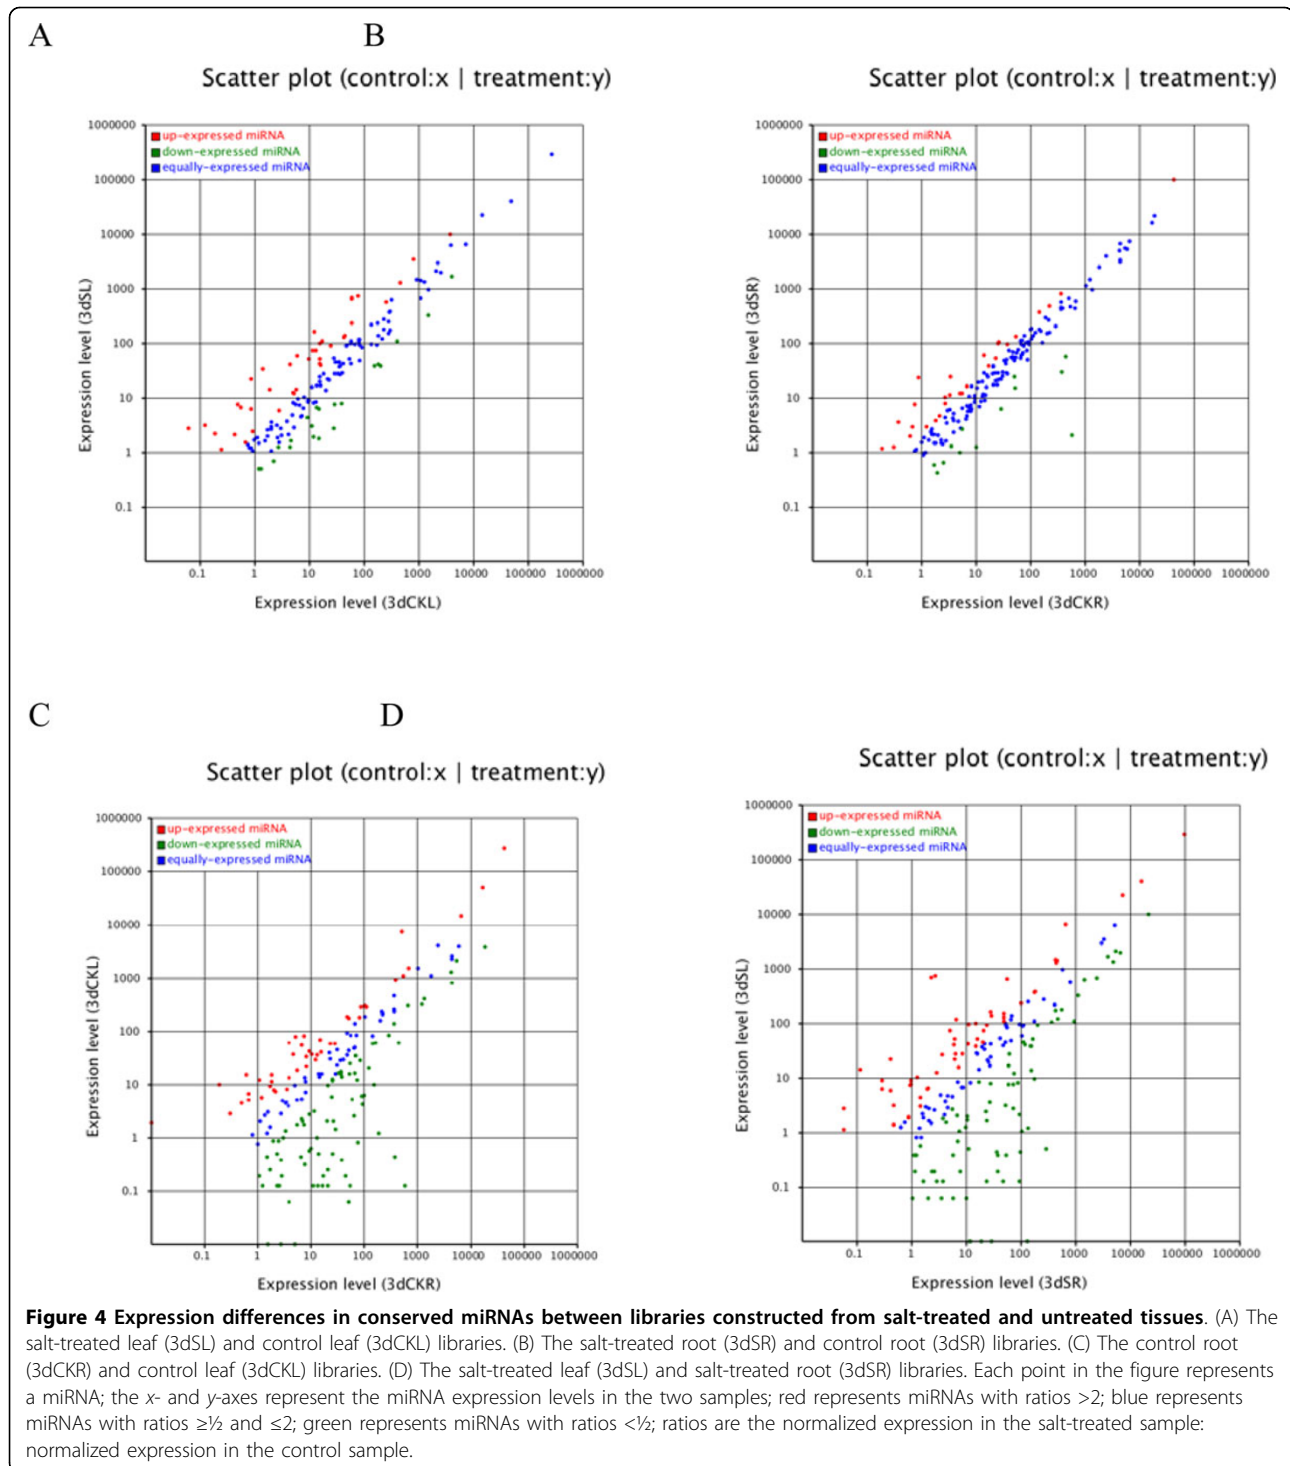 A
B
Scatter plot (control:x | treatment:y)
1000000
100000
10000
1000
100
10
1
0.1
up-expressed miRNA
down-expressed miRNA
equally-expressed miRNA
Expression level (3dSL)
0.1 1 10 100 1000 10000 100000 1000000
Expression level (3dCKL)
Scatter plot (control:x | treatment:y)
1000000
100000
10000
1000
100
10
1
0.1
up-expressed miRNA
down-expressed miRNA
equally-expressed miRNA
Expression level (3dSR)
0.1 1 10 100 1000 10000 100000 1000000
Expression level (3dCKR)
C
D
Scatter plot (control:x | treatment:y)
1000000
100000
10000
1000
100
10
1
0.1
up-expressed miRNA
down-expressed miRNA
equally-expressed miRNA
Expression level (3dCKL)
0.1 1 10 100 1000 10000 100000 1000000
Expression level (3dCKR)
Scatter plot (control:x | treatment:y)
1000000
100000
10000
1000
100
10
1
0.1
up-expressed miRNA
down-expressed miRNA
equally-expressed miRNA
Expression level (3dSL)
0.1 1 10 100 1000 10000 100000 1000000
Expression level (3dSR)
Figure 4 Expression differences in conserved miRNAs between libraries constructed from salt-treated and untreated tissues. (A) The
salt-treated leaf (3dSL) and control leaf (3dCKL) libraries. (B) The salt-treated root (3dSR) and control root (3dSR) libraries. (C) The control root
(3dCKR) and control leaf (3dCKL) libraries. (D) The salt-treated leaf (3dSL) and salt-treated root (3dSR) libraries. Each point in the figure represents
a miRNA; the x- and y-axes represent the miRNA expression levels in the two samples; red represents miRNAs with ratios >2; blue represents
miRNAs with ratios ≥½ and ≤2; green represents miRNAs with ratios <½; ratios are the normalized expression in the salt-treated sample:
normalized expression in the control sample.